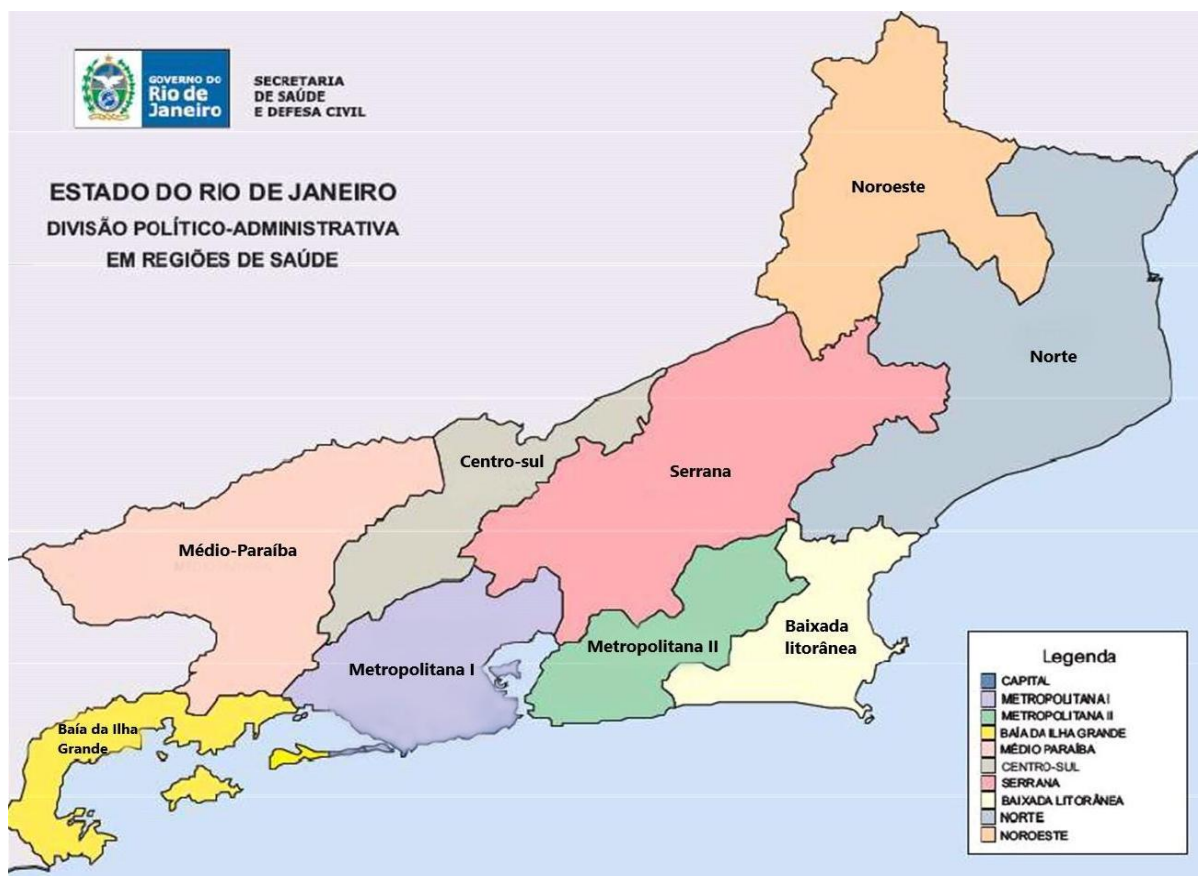 GOVERNO DO
Rio de
Janeiro
SECRETARIA
DE SAÚDE
E DEFESA CIVIL
ESTADO DO RIO DE JANEIRO
DIVISÃO POLÍTICO-ADMINISTRATIVA
EM REGIÕES DE SAÚDE
Noroeste
Norte
Centro-sul
Serrana
Médio-Paraíba
Baixada
litorânea
Metropolitana II
Metropolitana I
Baía da Ilha
Grande
Legenda
CAPITAL
METROPOLITANA I
METROPOLITANA II
BAÍA DA ILHA GRANDE
MÉDIO PARAÍBA
CENTRO-SUL
SERRANA
BAIXADA LITORÂNEA
NORTE
NOROESTE